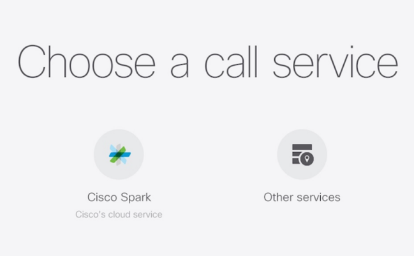 Choose a call service
Cisco Spark
Other services
Cisco's cloud service